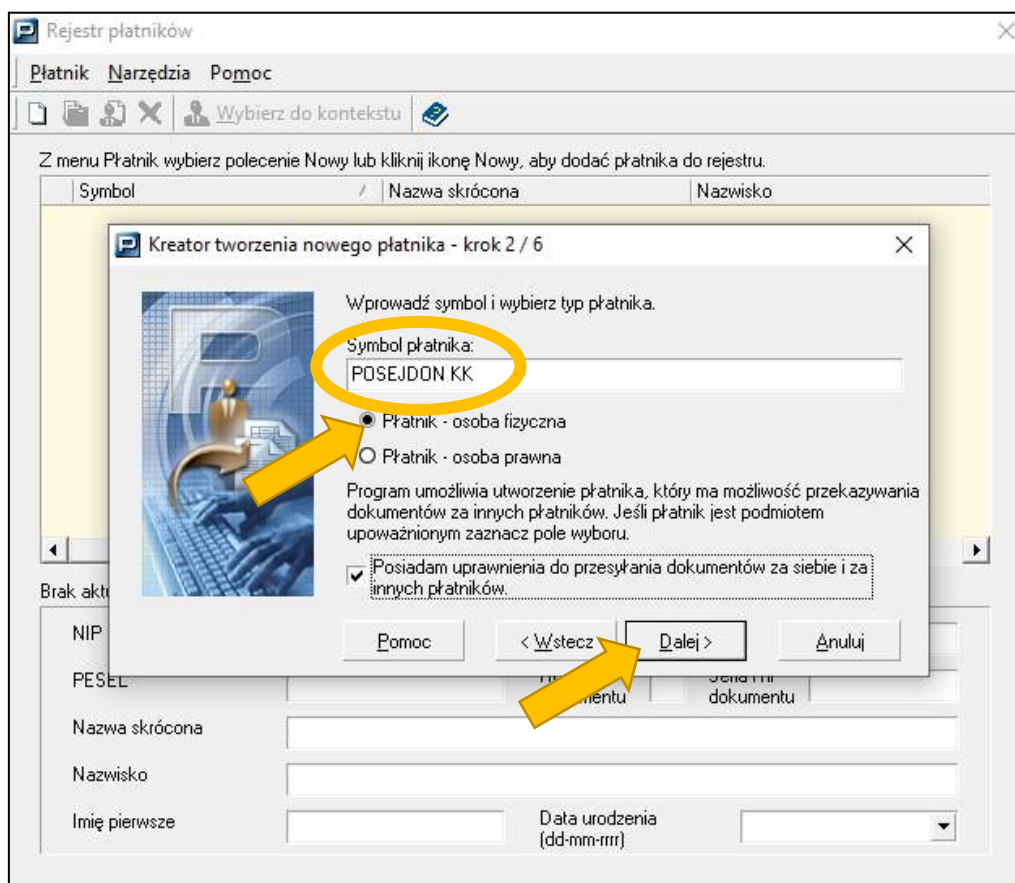 Rejestr płatników
Płatnik Narzędzia Pomoc
Wybierz do kontekstu
Z menu Płatnik wybierz polecenie Nowy lub kliknij ikonę Nowy, aby dodać płatnika do rejestru.
Symbol / Nazwa skrócona Nazwisko
Kreator tworzenia nowego płatnika - krok 2 / 6
Wprowadź symbol i wybierz typ płatnika.
Symbol płatnika:
POSEJDON KK
Płatnik - osoba fizyczna
Płatnik - osoba prawna
Program umożliwia utworzenie płatnika, który ma możliwość przekazywania
dokumentów za innych płatników. Jeśli płatnik jest podmiotem
upoważnionym zaznacz pole wyboru.
Posiadam uprawnienia do przesyłania dokumentów za siebie i za
innych płatników.
Brak
Pomoc < Wstecz Dalej > Anuluj
NIP
PESEL
dokumentu
Nazwa skrócona
Nazwisko
Imię pierwsze Data urodzenia
(dd-mm-rrrr)